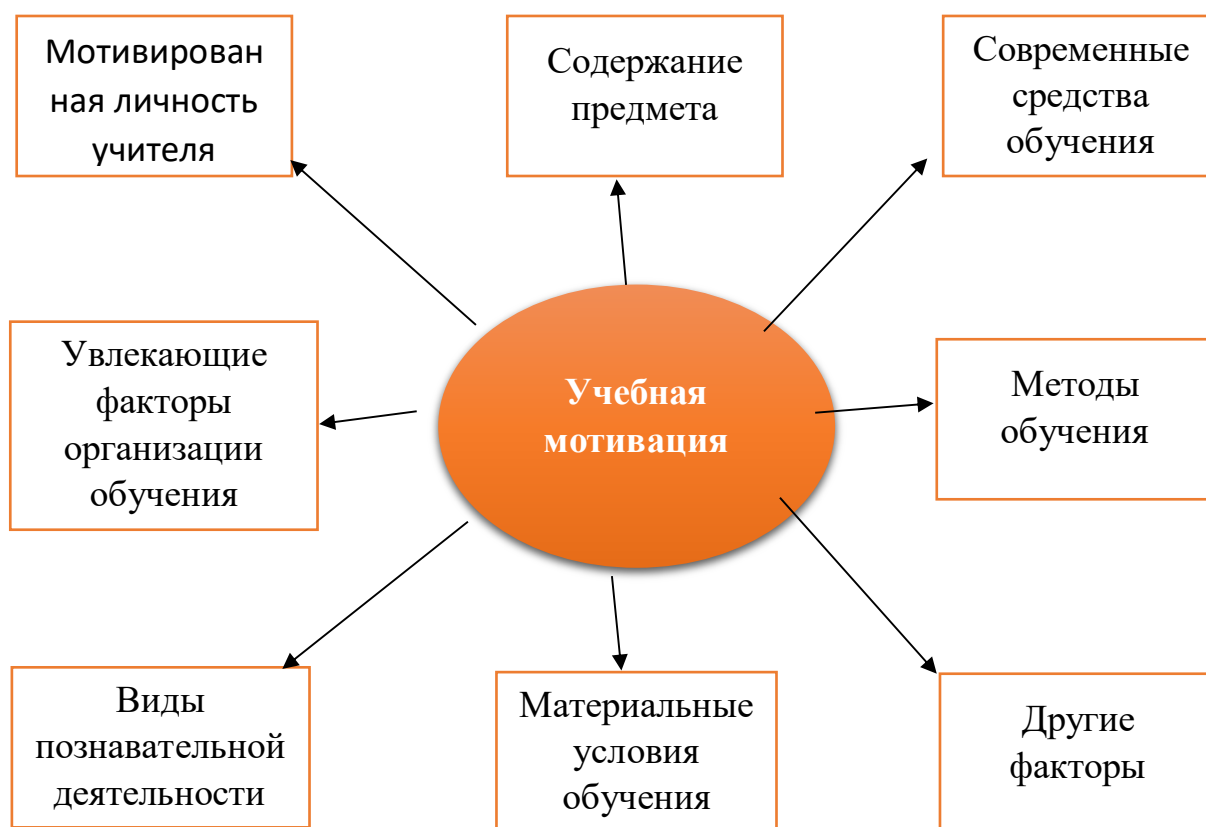 Мотивирован
ная личность
учителя
Содержание
предмета
Современные
средства
обучения
Увлекающие
факторы
организации
обучения
Учебная
мотивация
Методы
обучения
Виды
познавательной
деятельности
Материальные
условия
обучения
Другие
факторы